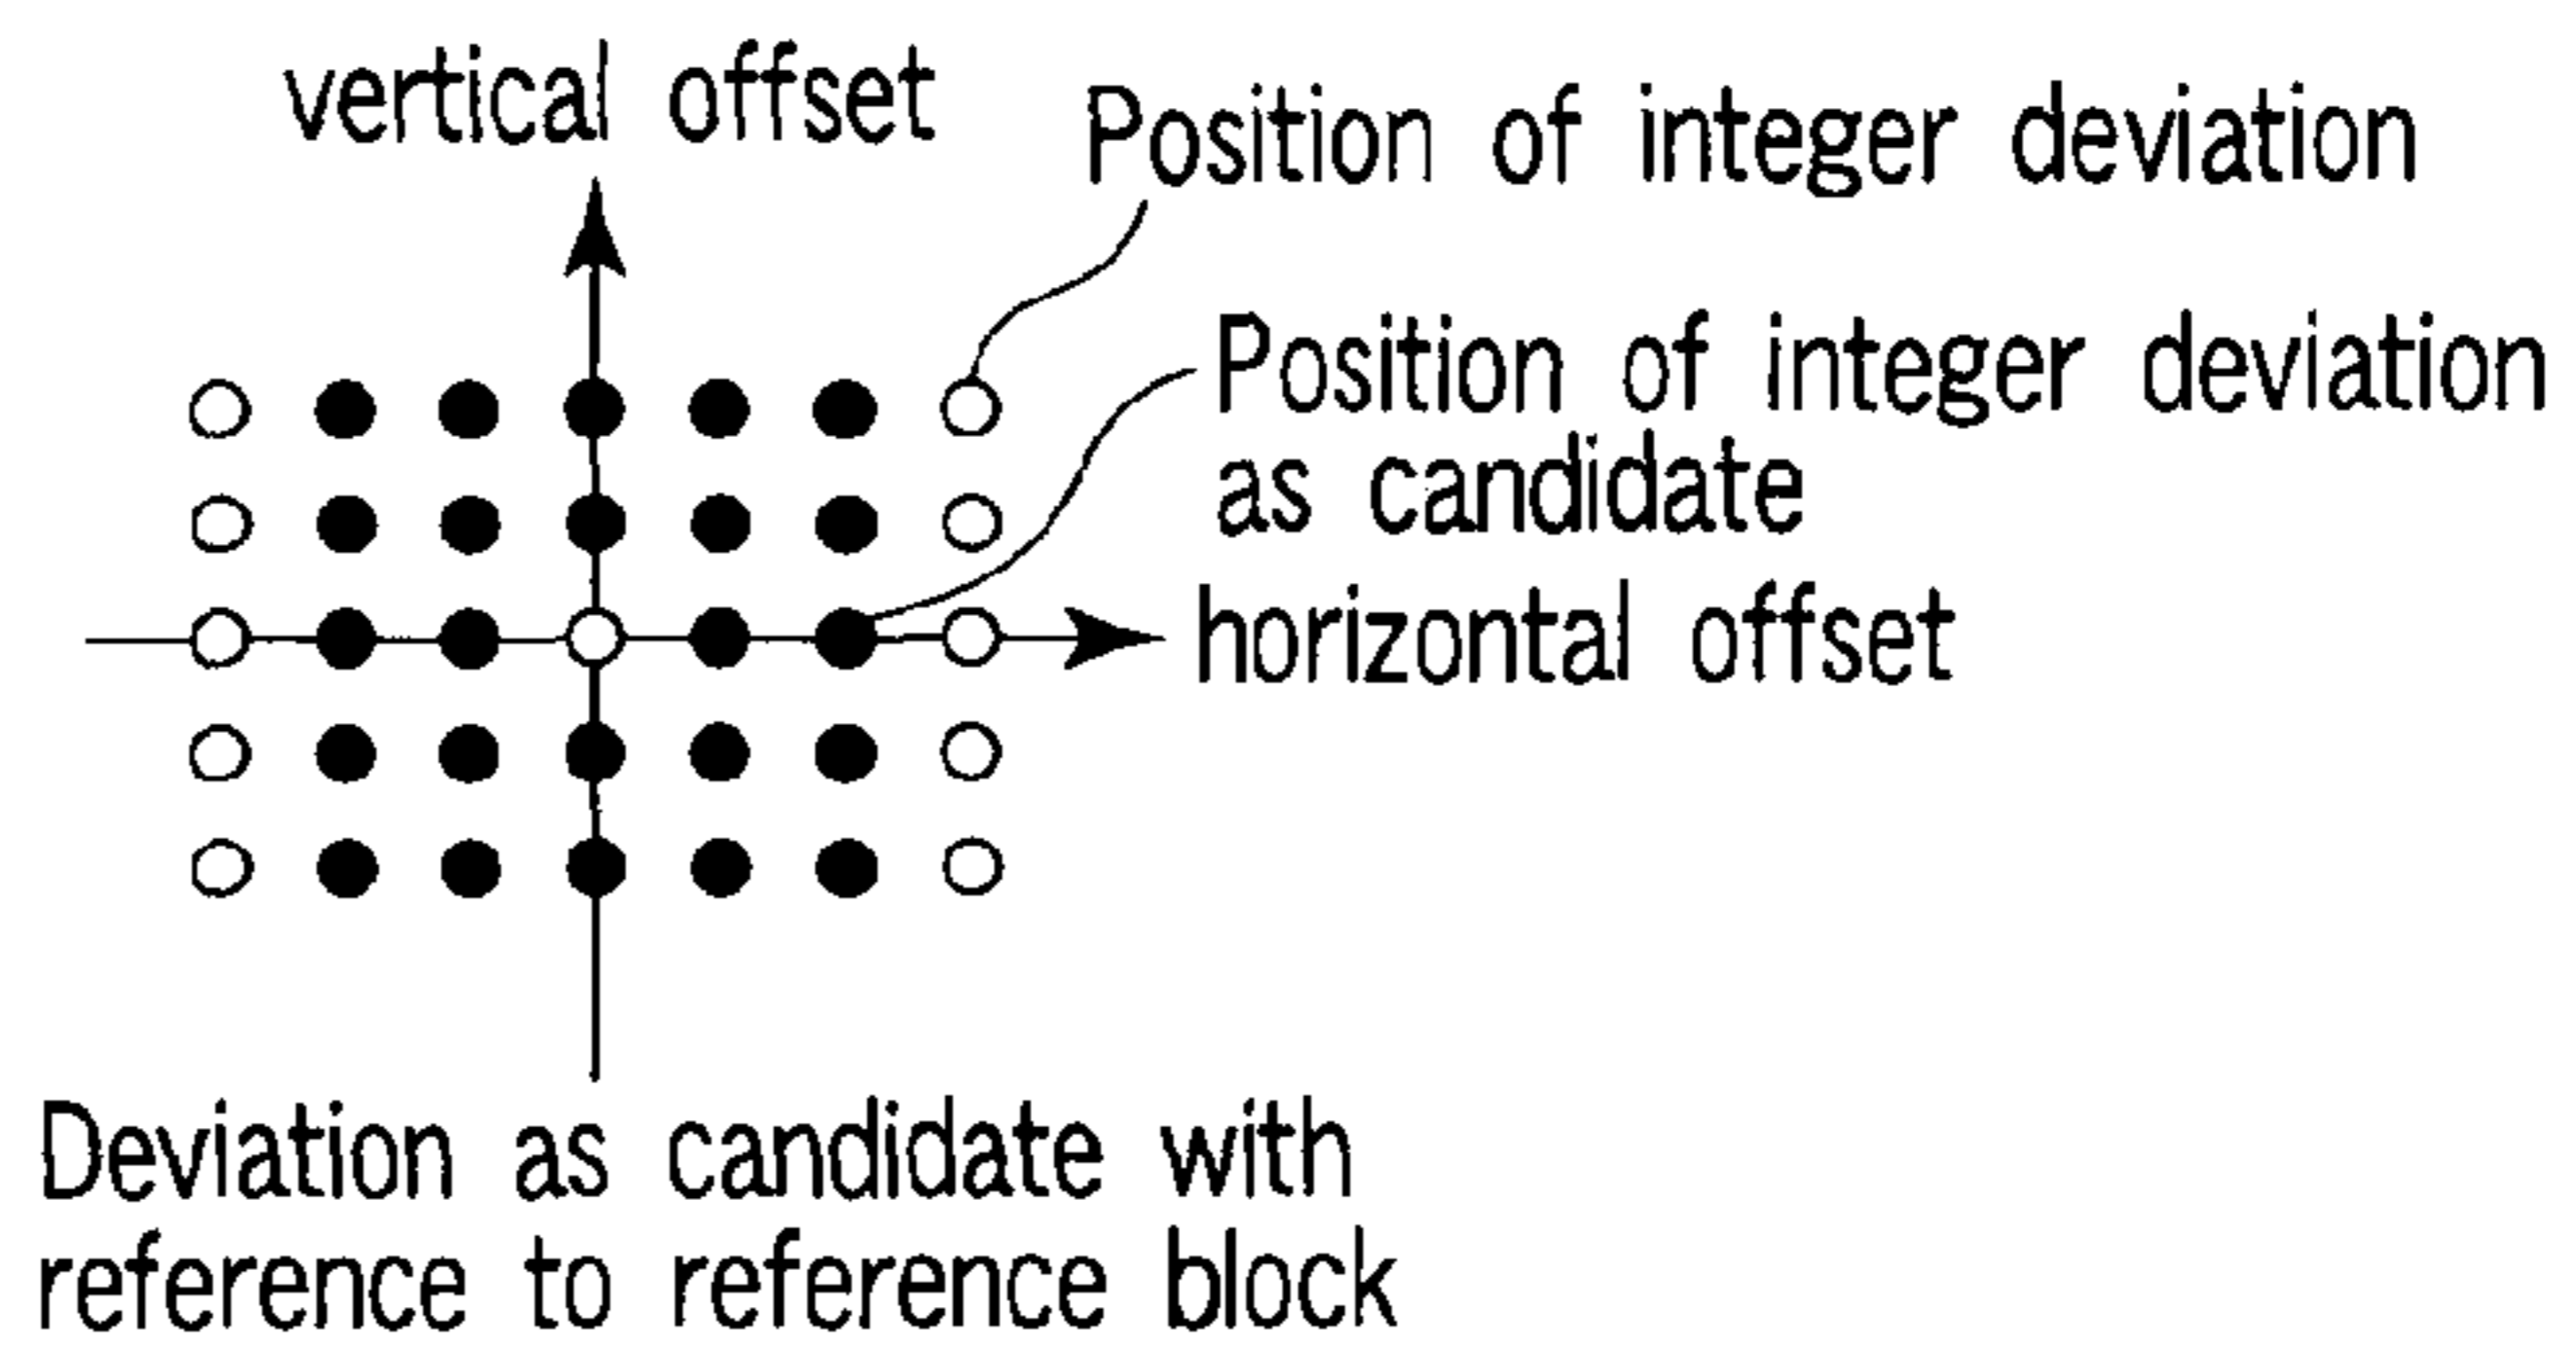 vertical offset
Position of integer deviation
Position of integer deviation
as candidate
horizontal offset
Deviation as candidate with
reference to reference block